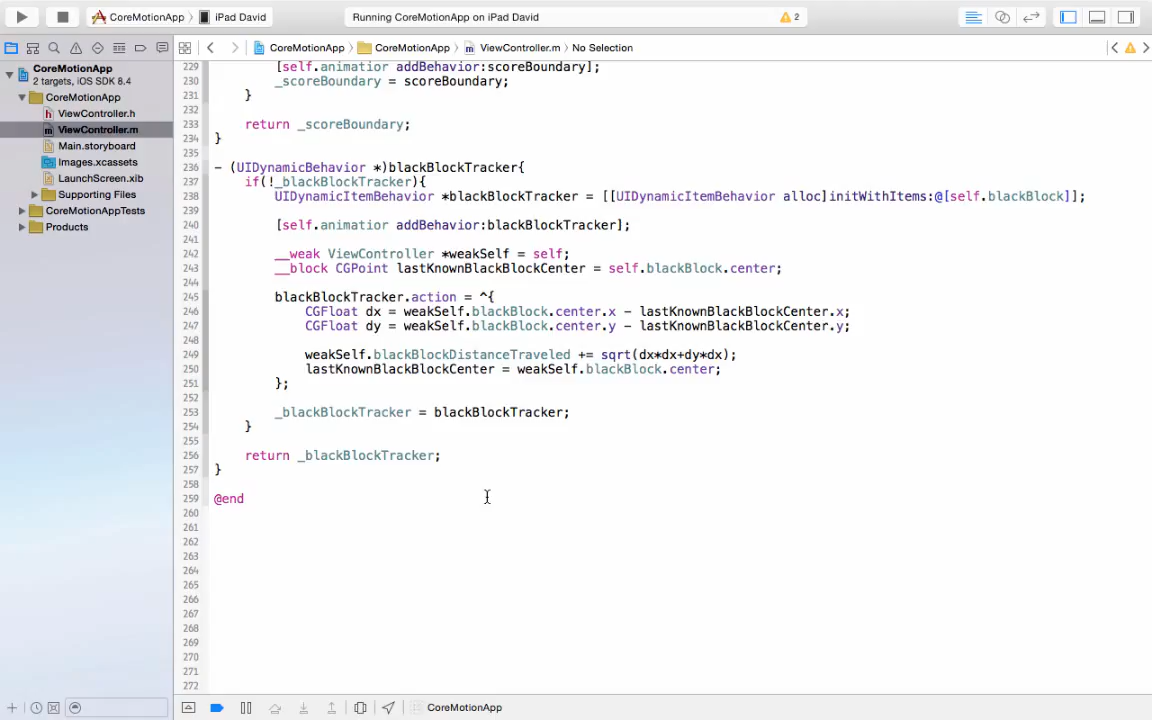 CoreMotionApp iPad David Running CoreMotionApp on iPad David 2
CoreMotionApp CoreMotionApp ViewController.m No Selection
CoreMotionApp
2 targets, iOS SDK 8.4
CoreMotionApp
h ViewController.h
m ViewController.m
Main.storyboard
Images.xcassets
LaunchScreen.xib
Supporting Files
CoreMotionAppTests
Products
229 [self.animatior addBehavior:scoreBoundary];
230 _scoreBoundary = scoreBoundary;
231 }
232
233 return _scoreBoundary;
234 }
235
236 - (UIDynamicBehavior *)blackBlockTracker{
237 if(!_blackBlockTracker){
238 UIDynamicItemBehavior *blackBlockTracker = [[UIDynamicItemBehavior alloc]initWithItems:@[self.blackBlock]];
239
240 [self.animatior addBehavior:blackBlockTracker];
241
242 __weak ViewController *weakSelf = self;
243 __block CGPoint lastKnownBlackBlockCenter = self.blackBlock.center;
244
245 blackBlockTracker.action = ^{
246 CGFloat dx = weakSelf.blackBlock.center.x - lastKnownBlackBlockCenter.x;
247 CGFloat dy = weakSelf.blackBlock.center.y - lastKnownBlackBlockCenter.y;
248
249 weakSelf.blackBlockDistanceTraveled += sqrt(dx*dx+dy*dx);
250 lastKnownBlackBlockCenter = weakSelf.blackBlock.center;
251 };
252
253 _blackBlockTracker = blackBlockTracker;
254 }
255
256 return _blackBlockTracker;
257 }
258
259 @end
260
261
262
263
264
265
266
267
268
269
270
271
272
CoreMotionApp